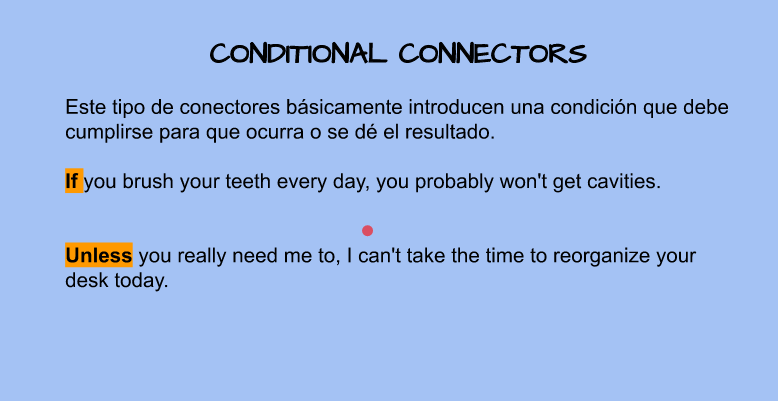 CONDITIONAL CONNECTORS
Este tipo de conectores básicamente introducen una condición que debe
cumplirse para que ocurra o se dé el resultado.
If you brush your teeth every day, you probably won't get cavities.
Unless you really need me to, I can't take the time to reorganize your
desk today.